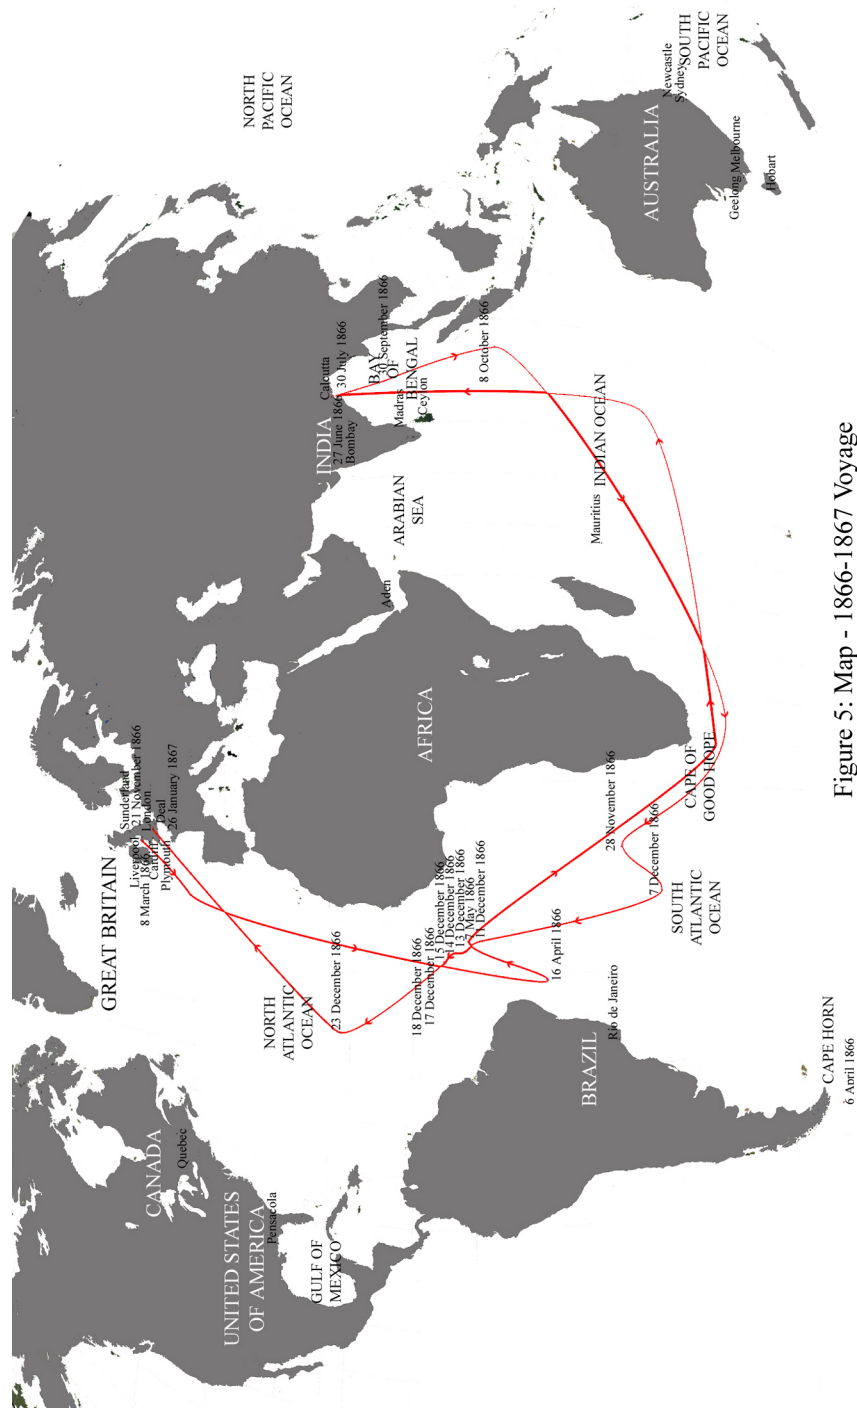 NORTH
PACIFIC
OCEAN
SOUTH
PACIFIC
OCEAN
Newcastle
Sydney
AUSTRALIA
Geelong Melbourne
Hobart
Calcutta
30 July 1866
INDIA
27 June 1866
Bombay
BAY
OF
BENGAL
30 September 1866
Madras
Ceylon
8 October 1866
INDIAN OCEAN
Mauritius
ARABIAN
SEA
Aden
AFRICA
CAPE OF
GOOD HOPE
GREAT BRITAIN
Sunderland
21 November 1866
London
Deal
26 January 1867
Liverpool
8 March 1866
Cardiff
Plymouth
28 November 1866
7 December 1866
15 December 1866
14 December 1866
13 December 1866
7 May 1866
11 December 1866
18 December 1866
17 December 1866
16 April 1866
23 December 1866
NORTH
ATLANTIC
OCEAN
SOUTH
ATLANTIC
OCEAN
Rio de Janeiro
BRAZIL
CAPE HORN
6 April 1866
CANADA
Quebec
UNITED STATES
OF AMERICA
Pensacola
GULF OF
MEXICO
Figure 5: Map - 1866-1867 Voyage